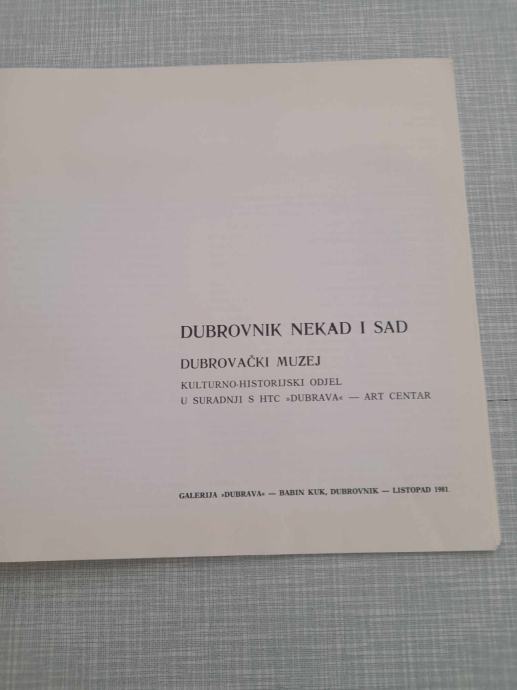 DUBROVNIK NEKAD I SAD
DUBROVAČKI MUZEJ
KULTURNO-HISTORIJSKI ODJEL
U SURADNJI S HTC »DUBRAVA« — ART CENTAR
GALERIJA »DUBRAVA« — BABIN KUK, DUBROVNIK — LISTOPAD 1981.